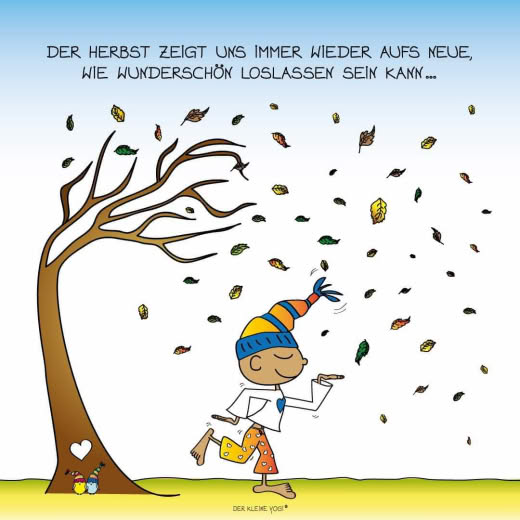 DER HERBST ZEIGT UNS IMMER WIEDER AUFS NEUE,
WIE WUNDERSCHÖN LOSLASSEN SEIN KANN...
DER KLEINE YOGI®